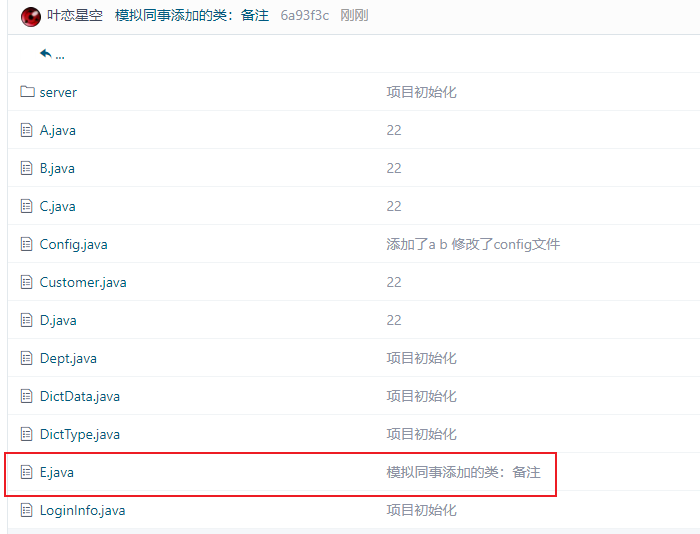 叶恋星空 模拟同事添加的类：备注 6a93f3c 刚刚
...
server 项目初始化
A.java 22
B.java 22
C.java 22
Config.java 添加了a b 修改了config文件
Customer.java 22
D.java 22
Dept.java 项目初始化
DictData.java 项目初始化
DictType.java 项目初始化
E.java 模拟同事添加的类：备注
LoginInfo.java 项目初始化